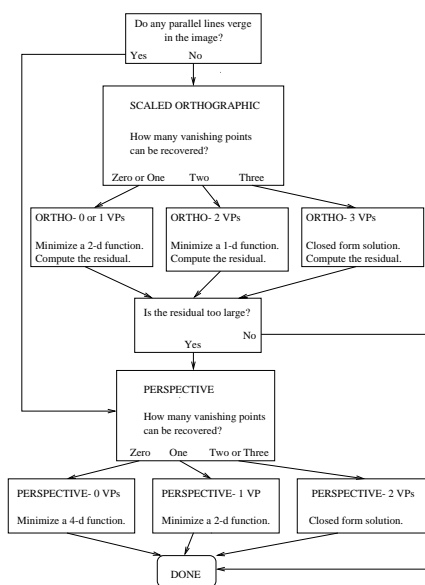 Do any parallel lines verge
in the image?
Yes No
SCALED ORTHOGRAPHIC
How many vanishing points
can be recovered?
Zero or One Two Three
ORTHO- 0 or 1 VPs
Minimize a 2-d function.
Compute the residual.
ORTHO- 2 VPs
Minimize a 1-d function.
Compute the residual.
ORTHO- 3 VPs
Closed form solution.
Compute the residual.
Is the residual too large?
No
Yes
PERSPECTIVE
How many vanishing points
can be recovered?
Zero One Two or Three
PERSPECTIVE- 0 VPs
Minimize a 4-d function.
PERSPECTIVE- 1 VP
Minimize a 2-d function.
PERSPECTIVE- 2 VPs
Closed form solution.
DONE